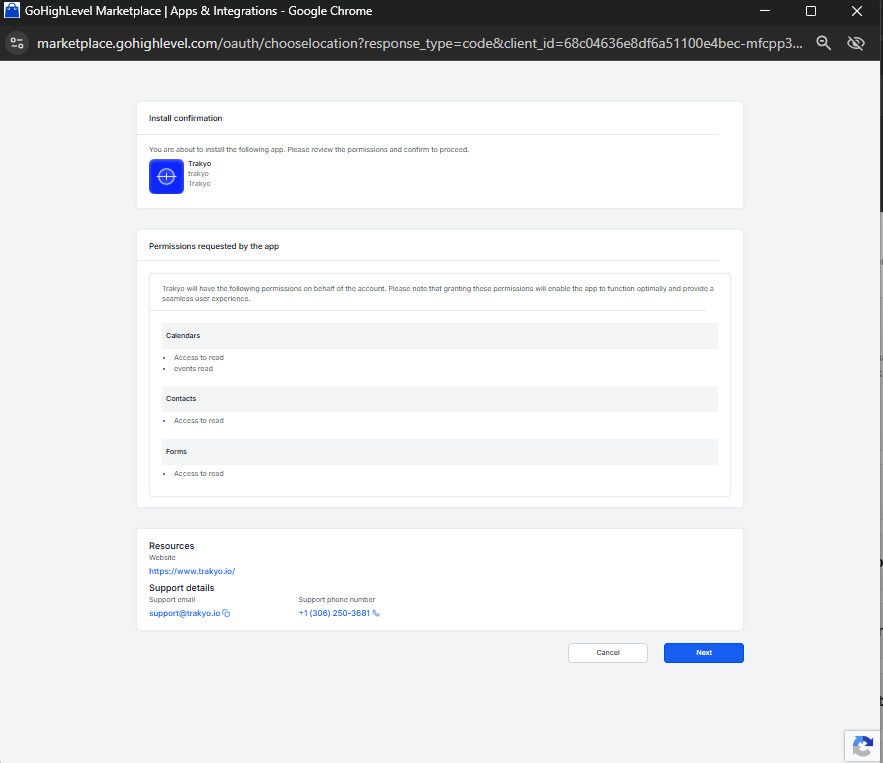 GoHighLevel Marketplace | Apps & Integrations - Google Chrome
marketplace.gohighlevel.com/oauth/chooselocation?response_type=code&client_id=68c04636e8df6a51100e4bec-mfcpp3...
Install confirmation
You are about to install the following app. Please review the permissions and confirm to proceed.
Trakyo
trakyo
Trakyo
Permissions requested by the app
Trakyo will have the following permissions on behalf of the account. Please note that granting these permissions will enable the app to function optimally and provide a
seamless user experience.
Calendars
• Access to read
• events read
Contacts
• Access to read
Forms
• Access to read
Resources
Website
https://www.trakyo.io/
Support details
Support email Support phone number
support@trakyo.io +1 (306) 250-3681
Cancel Next